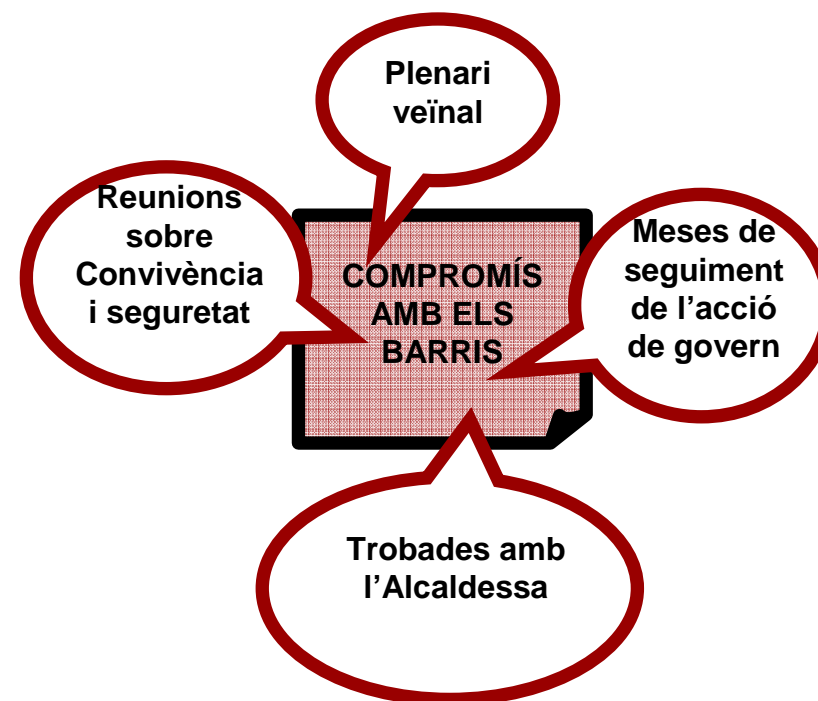 Plenari
veïnal
Reunions
sobre
Convivència
i seguretat
COMPROMÍS
AMB ELS
BARRIS
Meses de
seguiment
de l’acció
de govern
Trobades amb
l’Alcaldessa